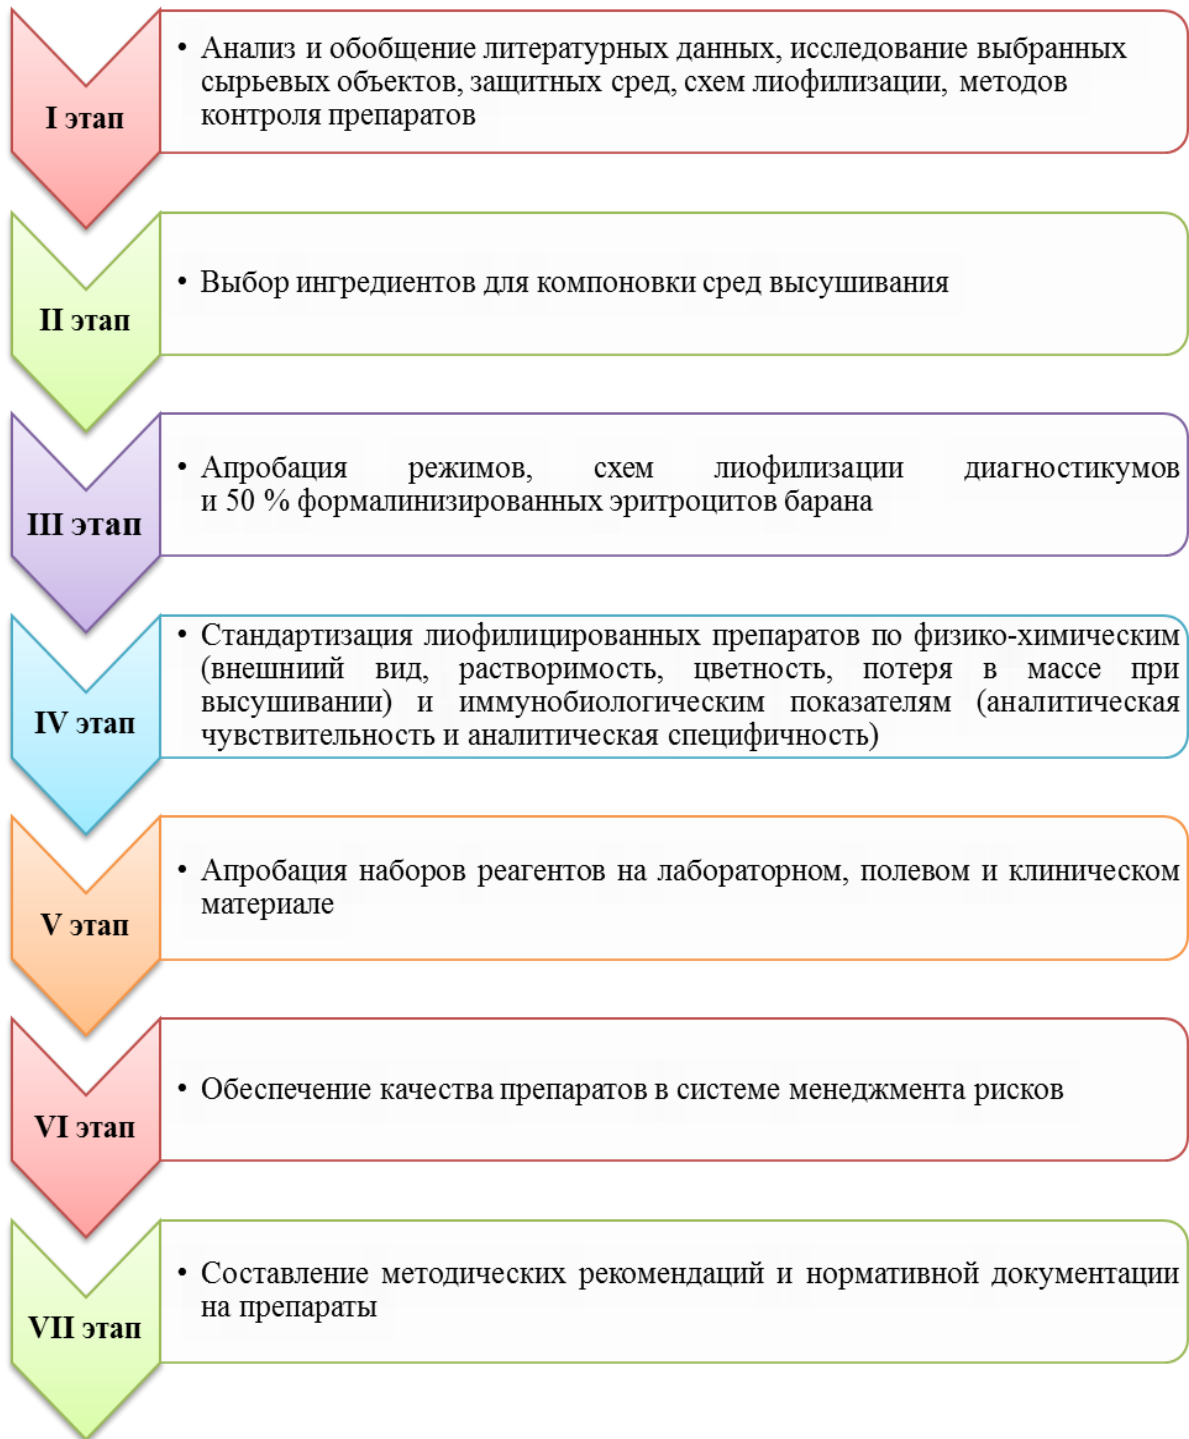 I этап
• Анализ и обобщение литературных данных, исследование выбранных
сырьевых объектов, защитных сред, схем лиофилизации, методов
контроля препаратов
II этап
• Выбор ингредиентов для компоновки сред высушивания
III этап
• Апробация режимов, схем лиофилизации диагностикумов
и 50 % формалинизированных эритроцитов барана
IV этап
• Стандартизация лиофилицированных препаратов по физико-химическим
(внешниий вид, растворимость, цветность, потеря в массе при
высушивании) и иммунобиологическим показателям (аналитическая
чувствительность и аналитическая специфичность)
V этап
• Апробация наборов реагентов на лабораторном, полевом и клиническом
материале
VI этап
• Обеспечение качества препаратов в системе менеджмента рисков
VII этап
• Составление методических рекомендаций и нормативной документации
на препараты